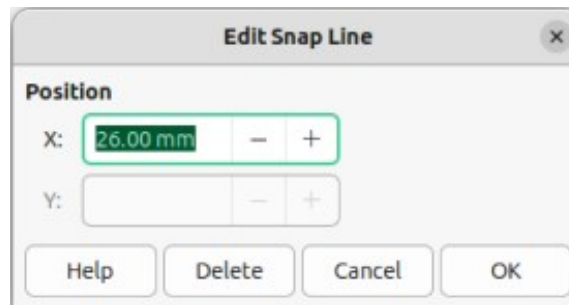 Edit Snap Line
Position
X: 26.00 mm
Y:
Help Delete Cancel OK